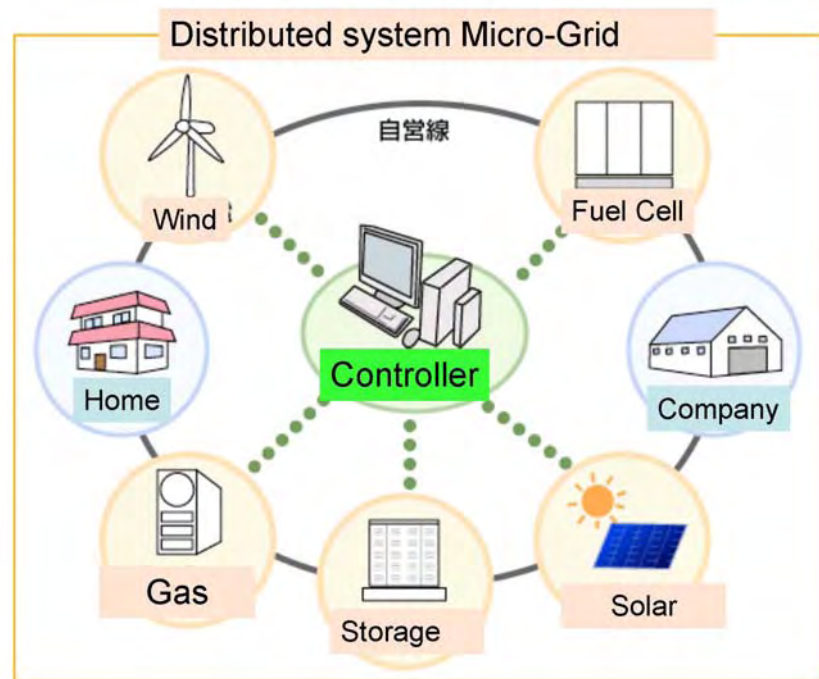 Distributed system Micro-Grid
自営線
Wind
Fuel Cell
Controller
Home
Company
Gas
Storage
Solar